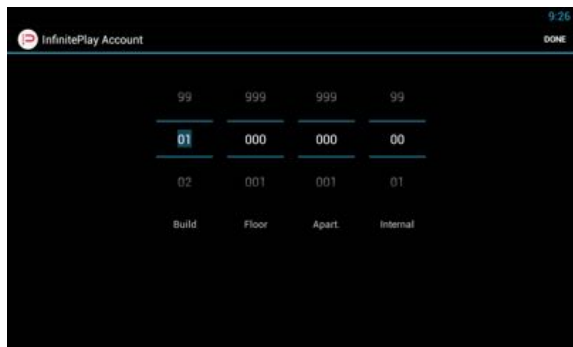 9:26
InfinitePlay Account DONE
99 999 999 99
01 000 000 00
02 001 001 01
Build Floor Apart. Internal